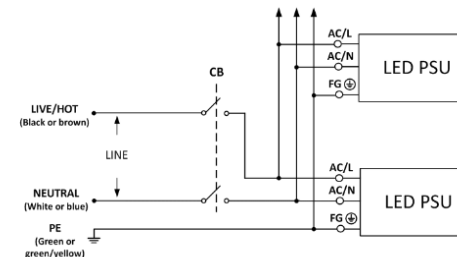 AC/L
AC/N
FG
LED PSU
CB
LIVE/HOT
(Black or brown)
LINE
NEUTRAL
(White or blue)
PE
(Green or
green/yellow)
AC/L
AC/N
FG
LED PSU